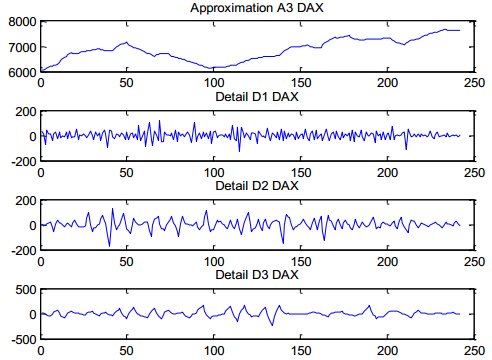 Approximation A3 DAX
8000
7000
6000
0 50 100 150 200 250
Detail D1 DAX
200
0
-200
0 50 100 150 200 250
Detail D2 DAX
200
0
-200
0 50 100 150 200 250
Detail D3 DAX
500
0
-500
0 50 100 150 200 250